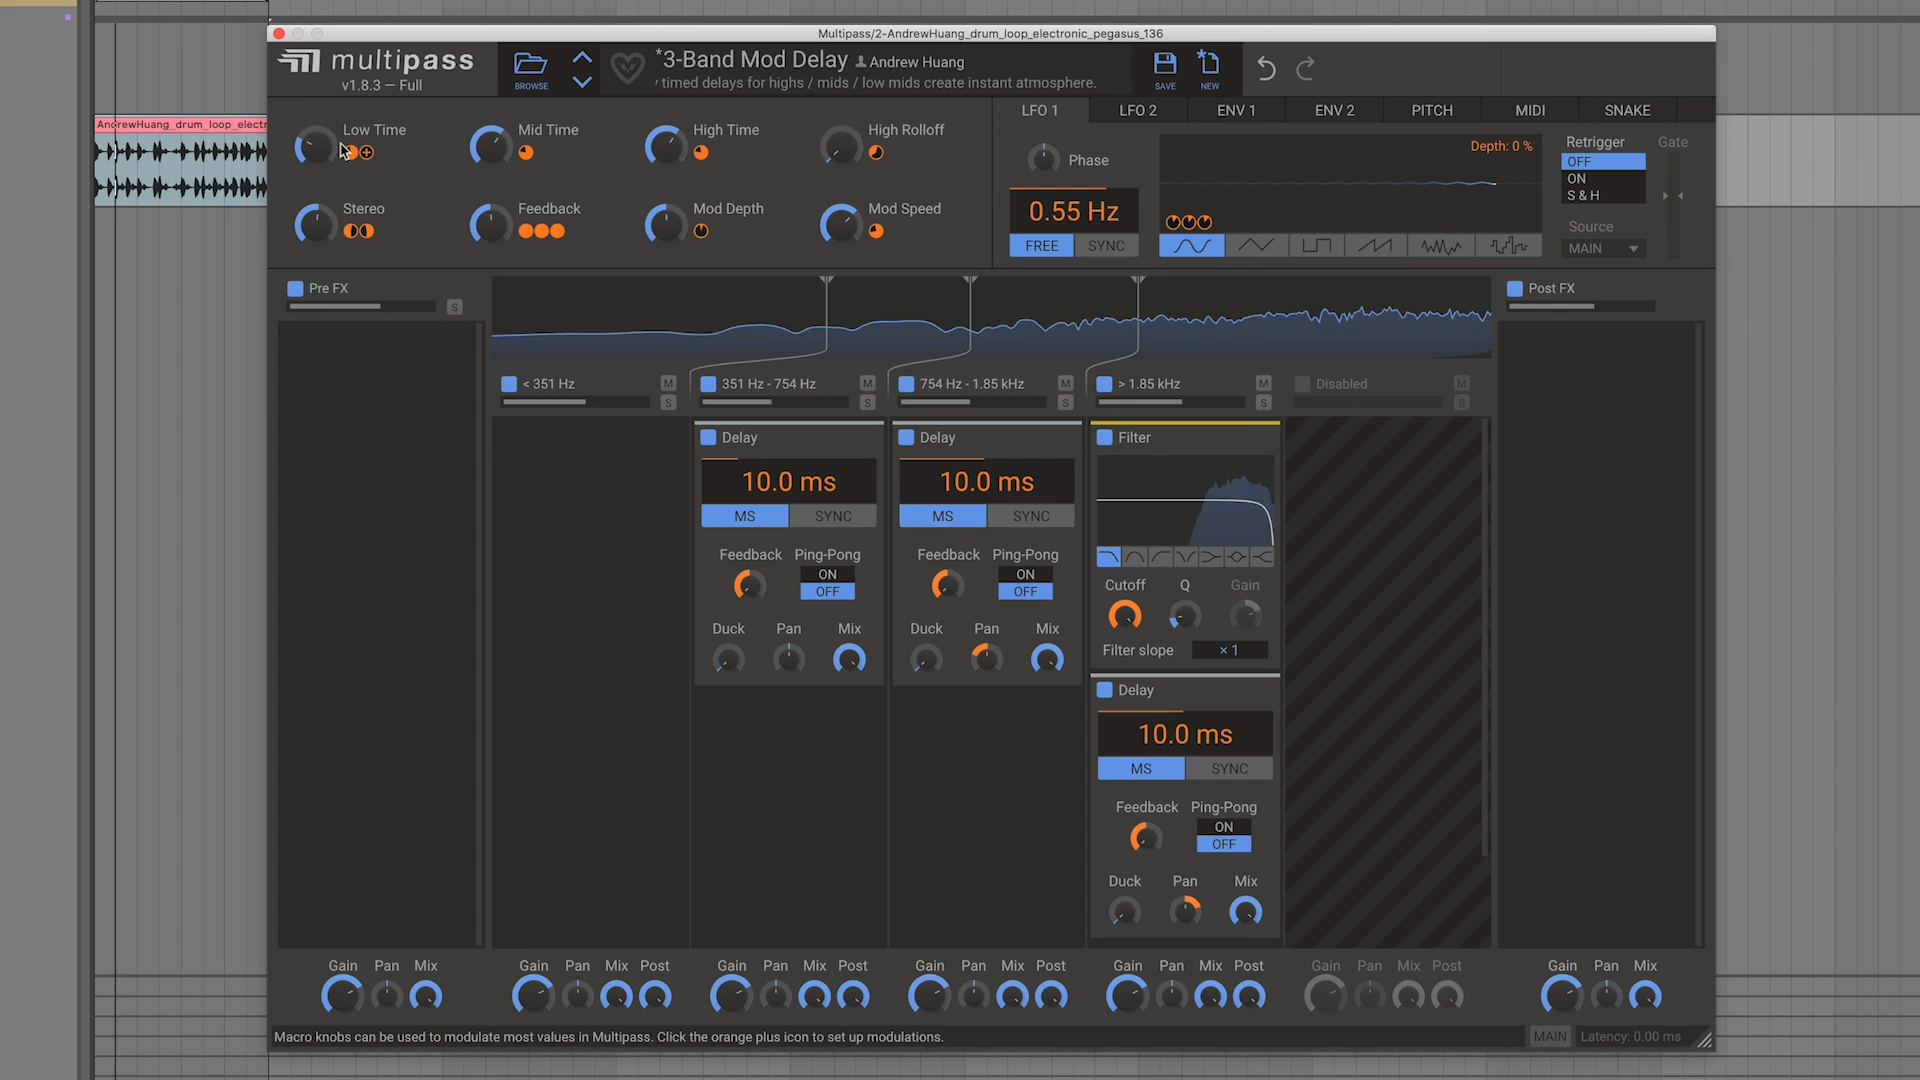 Multipass/2-AndrewHuang_drum_loop_electronic_pegasus_136
multipass
v1.8.3 — Full
BROWSE
*3-Band Mod Delay Andrew Huang
timed delays for highs / mids / low mids create instant atmosphere.
SAVE
NEW
AndrewHuang_drum_loop_electr
Low Time
Mid Time
High Time
High Rolloff
Stereo
Feedback
Mod Depth
Mod Speed
LFO 1
LFO 2
ENV 1
ENV 2
PITCH
MIDI
SNAKE
Phase
0.55 Hz
FREE
SYNC
Depth: 0 %
Retrigger
OFF
ON
S & H
Source
MAIN
Gate
Pre FX
S
Post FX
< 351 Hz
M
S
351 Hz - 754 Hz
M
S
754 Hz - 1.85 kHz
M
S
> 1.85 kHz
M
S
Disabled
M
S
Delay
10.0 ms
MS
SYNC
Feedback
Ping-Pong
ON
OFF
Duck
Pan
Mix
Delay
10.0 ms
MS
SYNC
Feedback
Ping-Pong
ON
OFF
Duck
Pan
Mix
Filter
Cutoff
Q
Gain
Filter slope
× 1
Delay
10.0 ms
MS
SYNC
Feedback
Ping-Pong
ON
OFF
Duck
Pan
Mix
Gain Pan Mix
Gain Pan Mix Post
Gain Pan Mix Post
Gain Pan Mix Post
Gain Pan Mix Post
Gain Pan Mix Post
Gain Pan Mix
Macro knobs can be used to modulate most values in Multipass. Click the orange plus icon to set up modulations.
MAIN
Latency: 0.00 ms